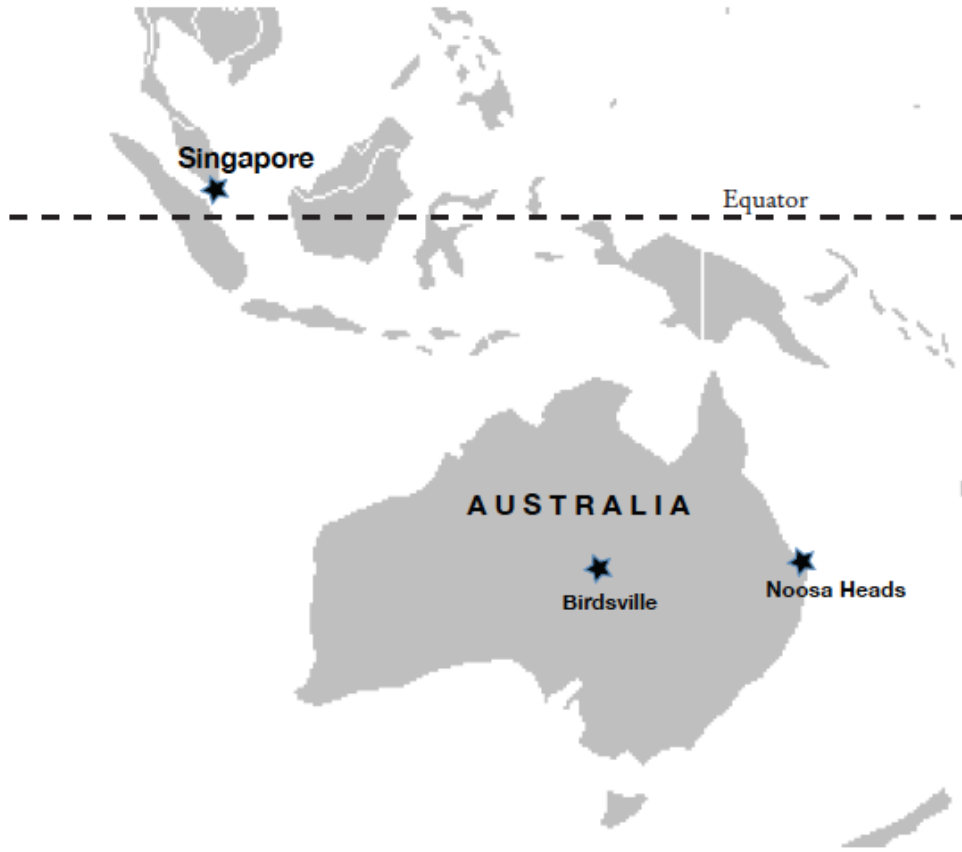 Singapore
Equator
AUSTRALIA
Birdsville
Noosa Heads